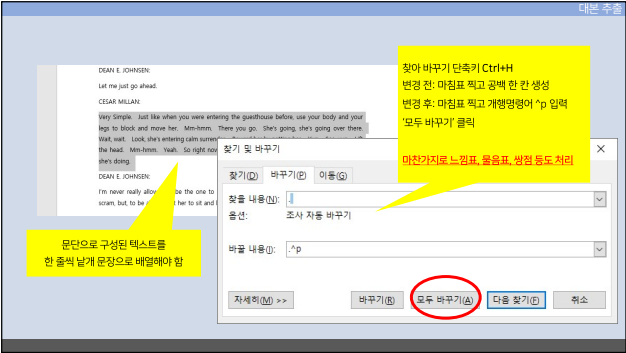 대본 추출
찾아 바꾸기 단축키 Ctrl+H
변경 전: 마침표 찍고 공백 한 칸 생성
변경 후: 마침표 찍고 개행명령어 ^p 입력
‘모두 바꾸기’ 클릭
마찬가지로 느낌표, 물음표, 쌍점 등도 처리
DEAN E. JOHNSEN:
Let me just go ahead.
CESAR MILLAN:
Very Simple. Just like when you were entering the guesthouse before, use your body and your
legs to block and move her. Mm-hmm. There you go. She's going, she's going over there.
Wait, wait. Look, she's entering calm surrender.
the head. Mm-hmm. Yeah. So right now
she's doing.
DEAN E. JOHNSEN:
I'm never really allow be the one to
scram, but, to be her to sit and l
문단으로 구성된 텍스트를
한 줄씩 낱개 문장으로 배열해야 함
찾기 및 바꾸기
찾기(D) 바꾸기(P) 이동(G)
찾을 내용(N): .
옵션: 조사 자동 바꾸기
바꿀 내용(I): .^p
자세히(M) >> 바꾸기(R) 모두 바꾸기(A) 다음 찾기(F) 취소